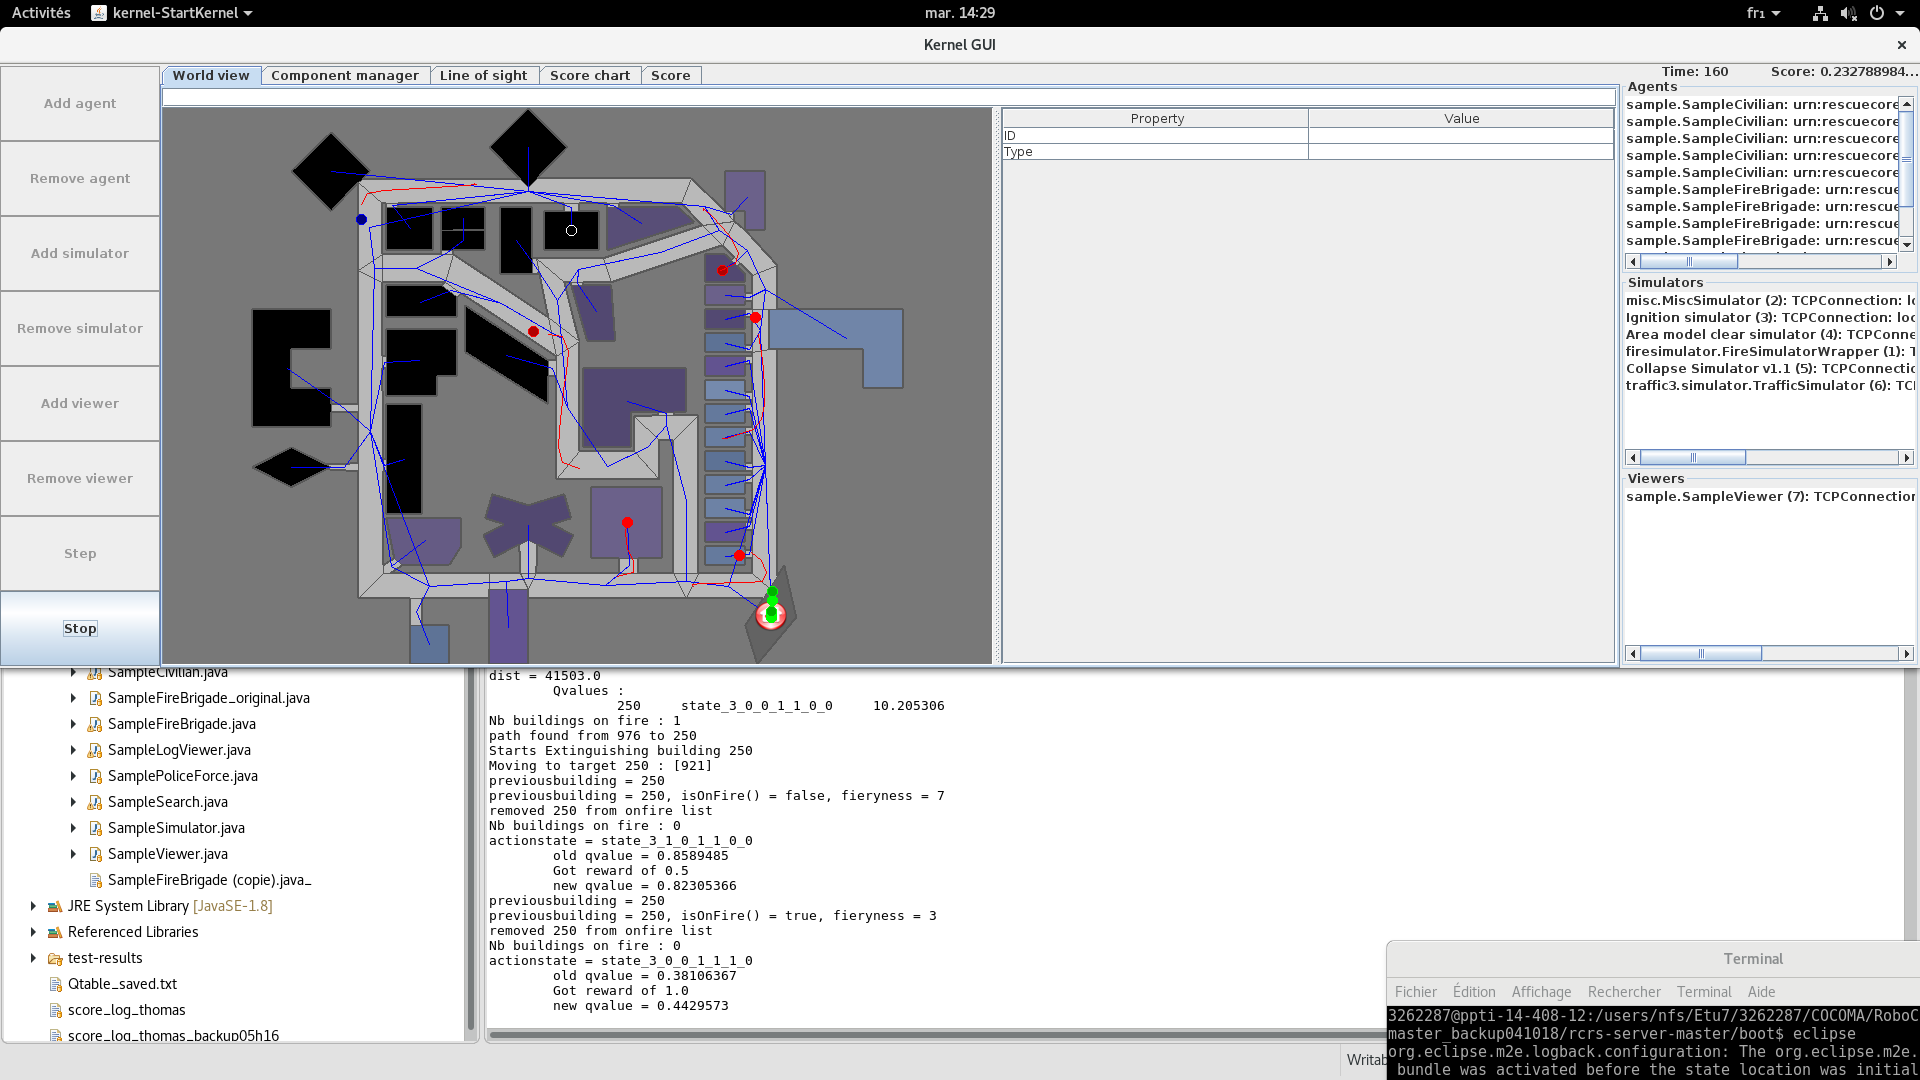 Activités
kernel-StartKernel
mar. 14:29
fr₁
Kernel GUI
Add agent
Remove agent
Add simulator
Remove simulator
Add viewer
Remove viewer
Step
Stop
World view
Component manager
Line of sight
Score chart
Score
Time: 160
Score: 0.232788984...
Property
Value
ID
Type
Agents
sample.SampleCivilian: urn:rescuecore
sample.SampleCivilian: urn:rescuecore
sample.SampleCivilian: urn:rescuecore
sample.SampleCivilian: urn:rescuecore
sample.SampleCivilian: urn:rescuecore
sample.SampleFireBrigade: urn:rescue
sample.SampleFireBrigade: urn:rescue
sample.SampleFireBrigade: urn:rescue
sample.SampleFireBrigade: urn:rescue
Simulators
misc.MiscSimulator (2): TCPConnection: lo
Ignition simulator (3): TCPConnection: loc
Area model clear simulator (4): TCPConne
firesimulator.FireSimulatorWrapper (1): T
Collapse Simulator v1.1 (5): TCPConnectio
traffic3.simulator.TrafficSimulator (6): TCI
Viewers
sample.SampleViewer (7): TCPConnection
SampleCivilian.java
SampleFireBrigade_original.java
SampleFireBrigade.java
SampleLogViewer.java
SamplePoliceForce.java
SampleSearch.java
SampleSimulator.java
SampleViewer.java
SampleFireBrigade (copie).java_
JRE System Library [JavaSE-1.8]
Referenced Libraries
test-results
Qtable_saved.txt
score_log_thomas
score_log_thomas_backup05h16
dist = 41503.0
Qvalues :
250 state_3_0_0_1_1_0_0 10.205306
Nb buildings on fire : 1
path found from 976 to 250
Starts Extinguishing building 250
Moving to target 250 : [921]
previousbuilding = 250
previousbuilding = 250, isOnFire() = false, fieryness = 7
removed 250 from onfire list
Nb buildings on fire : 0
actionstate = state_3_1_0_1_1_0_0
old qvalue = 0.8589485
Got reward of 0.5
new qvalue = 0.82305366
previousbuilding = 250
previousbuilding = 250, isOnFire() = true, fieryness = 3
removed 250 from onfire list
Nb buildings on fire : 0
actionstate = state_3_0_0_1_1_1_0
old qvalue = 0.38106367
Got reward of 1.0
new qvalue = 0.4429573
Writab
Terminal
Fichier Édition Affichage Rechercher Terminal Aide
3262287@ppti-14-408-12:/users/nfs/Etu7/3262287/COCOMA/RoboC
master_backup041018/rcrs-server-master/boot$ eclipse
org.eclipse.m2e.logback.configuration: The org.eclipse.m2e.
bundle was activated before the state location was initial